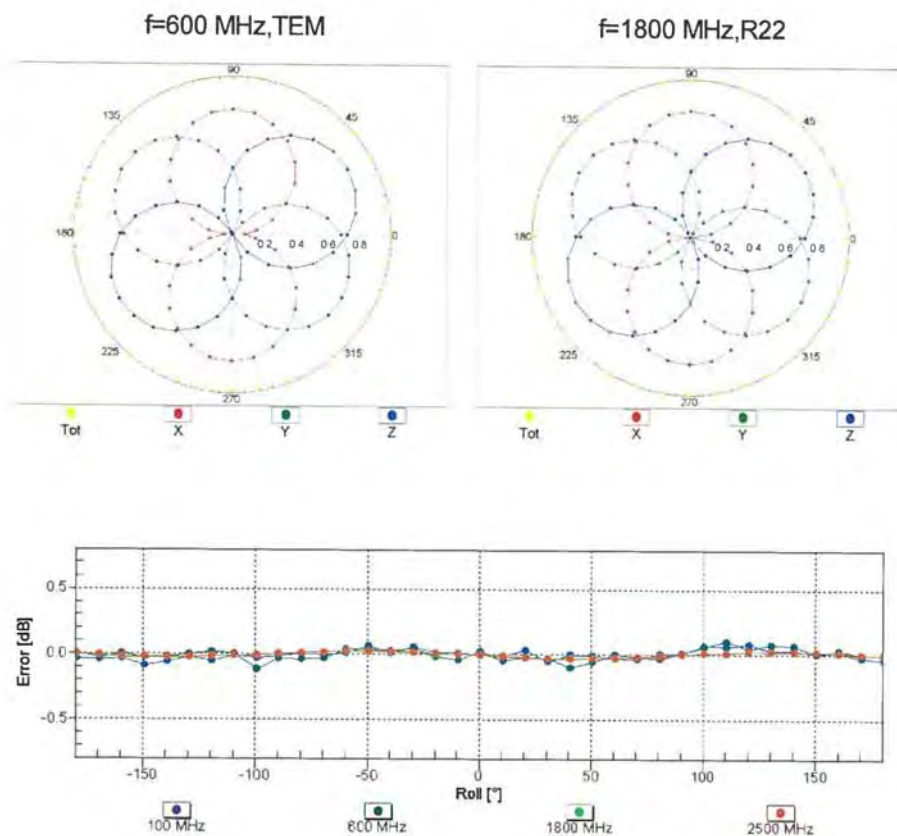 f=600 MHz,TEM
f=1800 MHz,R22
90
135
45
180
0.2 0.4 0.6 0.8
0
225
315
270
Tot X Y Z
90
135
45
180
0.2 0.4 0.6 0.8
0
225
315
270
Tot X Y Z
Error [dB]
0.5
0.0
-0.5
-150 -100 -50 0 50 100 150
Roll [°]
100 MHz 600 MHz 1800 MHz 2500 MHz